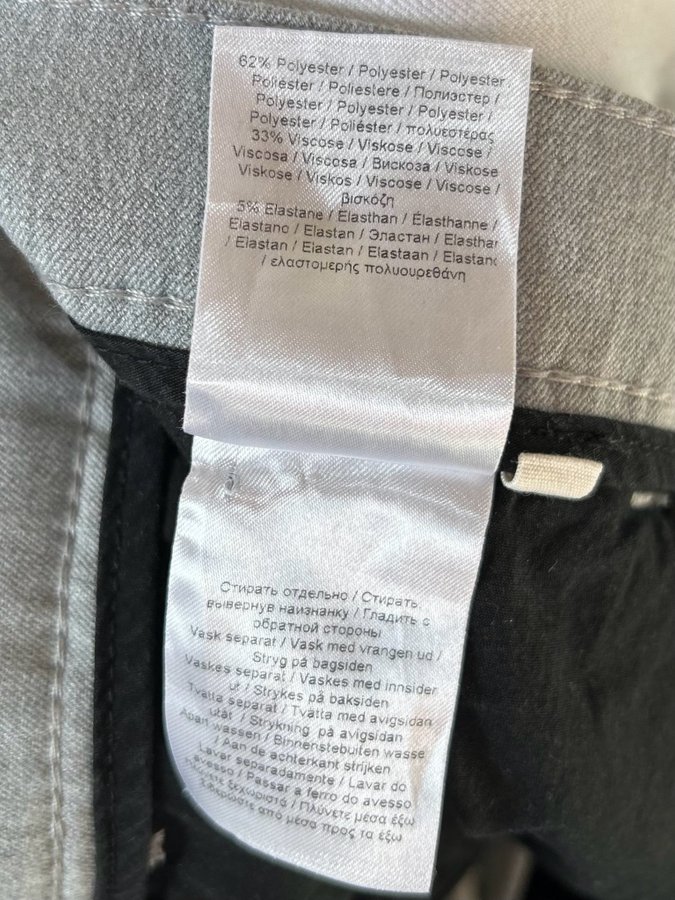 62% Polyester / Polyester / Polyester
Poliéster / Poliestere / Полиэстер /
Polyester / Polyester / Polyester /
Polyester / Poliéster / πολυεστέρας
33% Viscose / Viskose / Viscose /
Viscosa / Viscosa / Вискоза / Viskose
Viskose / Viskos / Viscose / Viscose /
βισκόζη
5% Elastane / Elasthan / Élasthanne /
Elastano / Elastan / Эластан / Elasthan
/ Elastan / Elastan / Elastaan / Elastano
/ ελαστομερής πολυουρεθάνη
Стирать отдельно / Стирать,
вывернув наизнанку / Гладить с
обратной стороны
Vask separat / Vask med vrangen ud /
Stryg på bagsiden
Vaskes separat / Vaskes med innsiden
ut / Strykes på baksiden
Tvätta separat / Tvätta med avigsidan
utåt / Strykning på avigsidan
Apart wassen / Binnenstebuiten wassen
/ Aan de achterkant strijken
Lavar separadamente / Lavar do
avesso / Passar a ferro do avesso
Πλύνετε ξεχωριστά / Πλύνετε μέσα έξω
Σιδερώστε από μέσα προς τα έξω